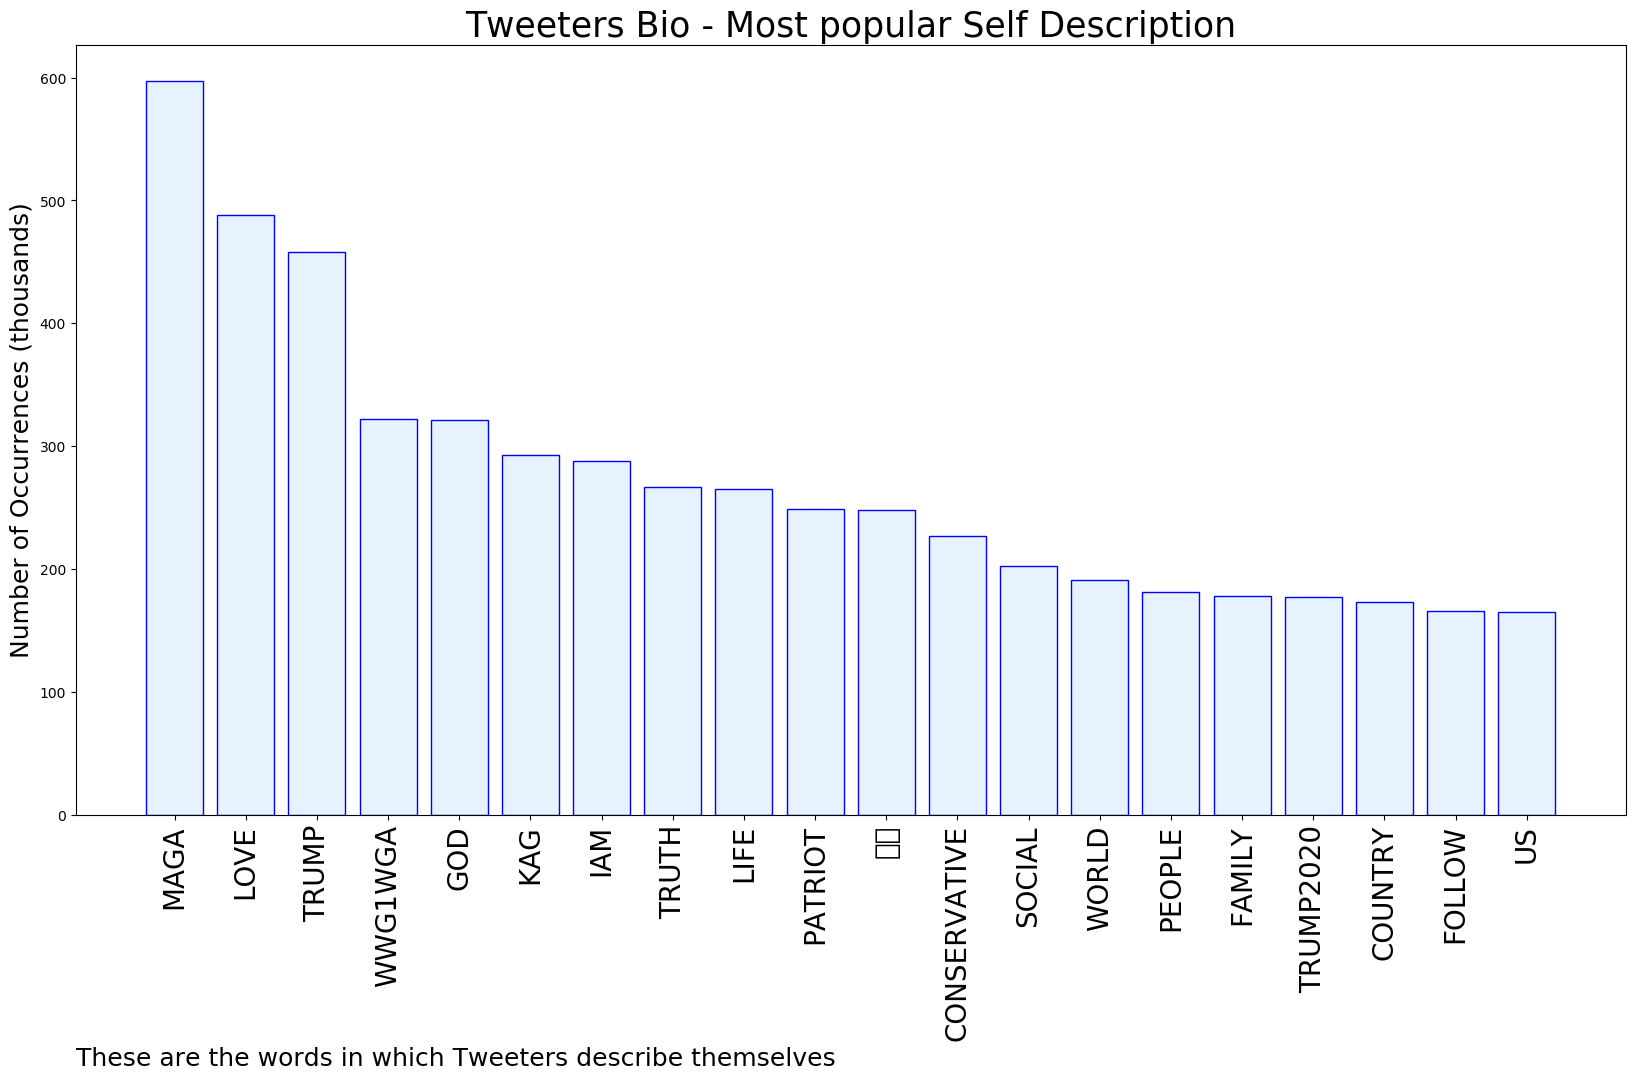 Tweeters Bio - Most popular Self Description
Number of Occurrences (thousands)
600
500
400
300
200
100
0
MAGA
LOVE
TRUMP
WWG1WGA
GOD
KAG
IAM
TRUTH
LIFE
PATRIOT
CONSERVATIVE
SOCIAL
WORLD
PEOPLE
FAMILY
TRUMP2020
COUNTRY
FOLLOW
US
These are the words in which Tweeters describe themselves